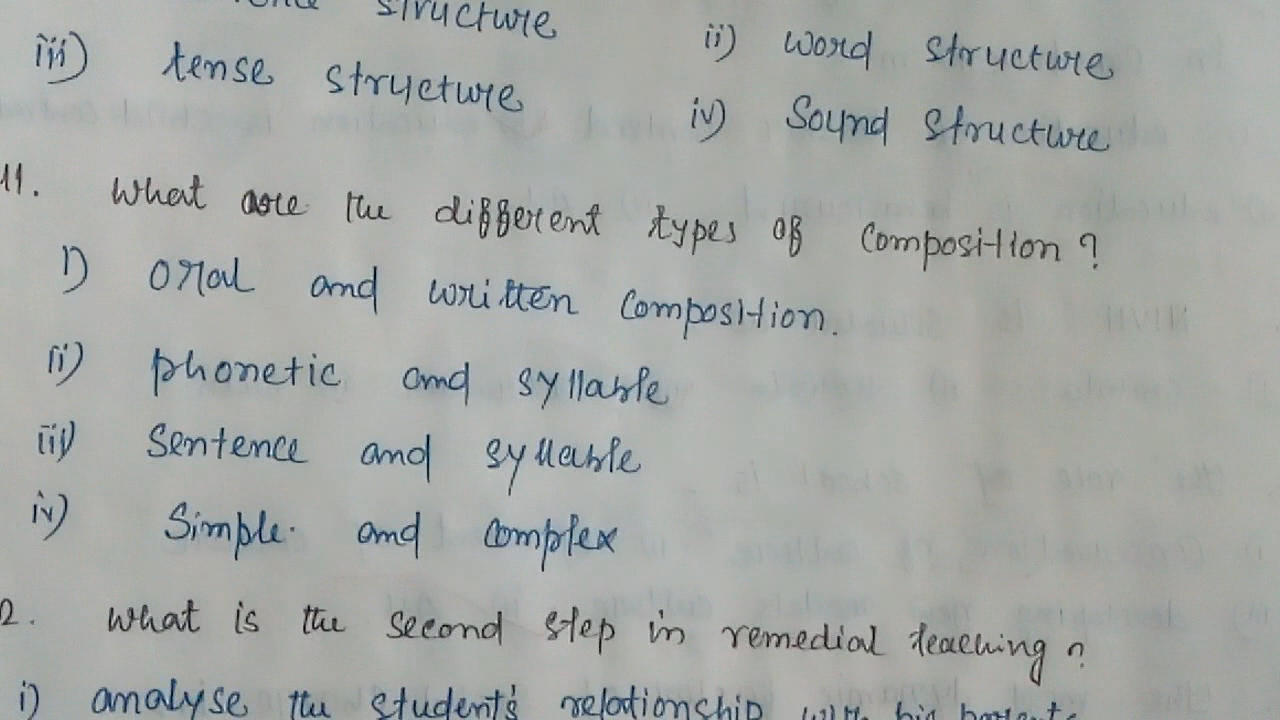 structure
ii) word structure
iii) tense structure
iv) Sound Structure
11. What are the different types of Composition?
i) oral and written Composition.
ii) phonetic and syllable
iii) Sentence and syllable
iv) Simple and Complex
2. What is the second step in remedial teaching?
i) analyse the student's relationship with his